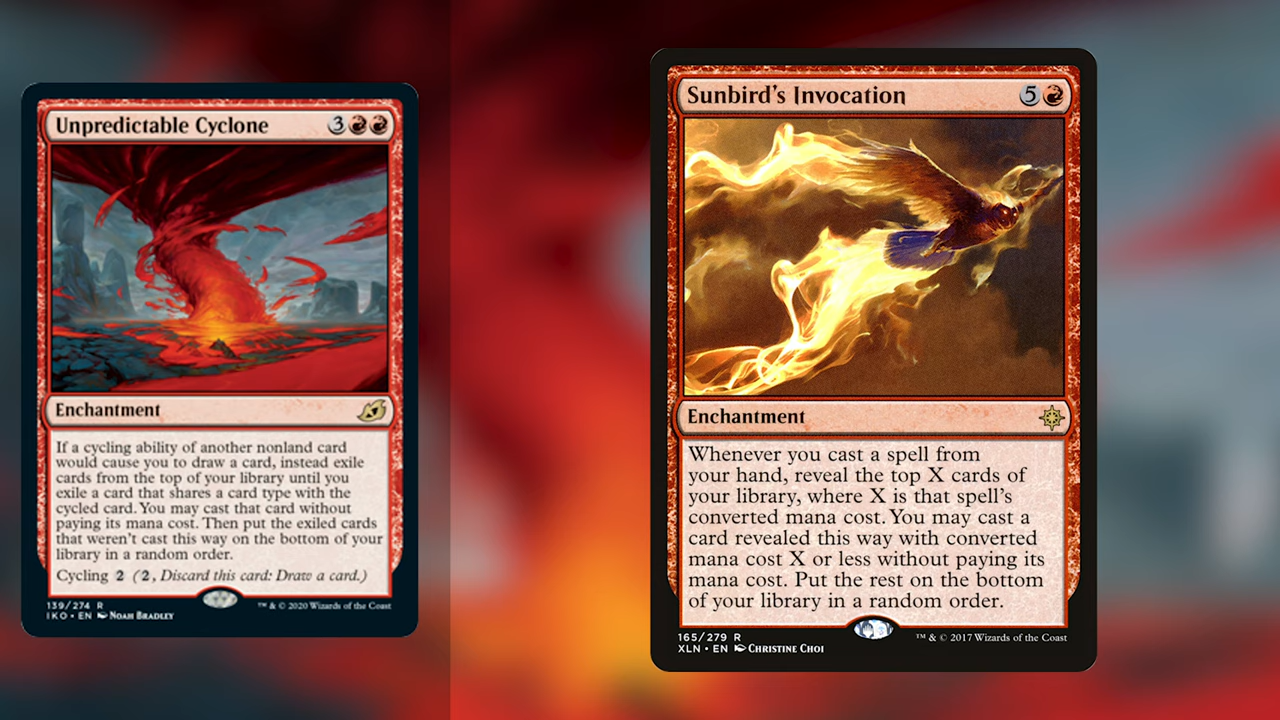 Unpredictable Cyclone 3
Enchantment
If a cycling ability of another nonland card
would cause you to draw a card, instead exile
cards from the top of your library until you
exile a card that shares a card type with the
cycled card. You may cast that card without
paying its mana cost. Then put the exiled cards
that weren't cast this way on the bottom of your
library in a random order.
Cycling 2 (2, Discard this card: Draw a card.)
139/274 R
IKO • EN Noah Bradley
™ & © 2020 Wizards of the Coast
Sunbird's Invocation 5
Enchantment
Whenever you cast a spell from
your hand, reveal the top X cards of
your library, where X is that spell's
converted mana cost. You may cast a
card revealed this way with converted
mana cost X or less without paying its
mana cost. Put the rest on the bottom
of your library in a random order.
165/279 R
XLN • EN Christine Choi
™ & © 2017 Wizards of the Coast